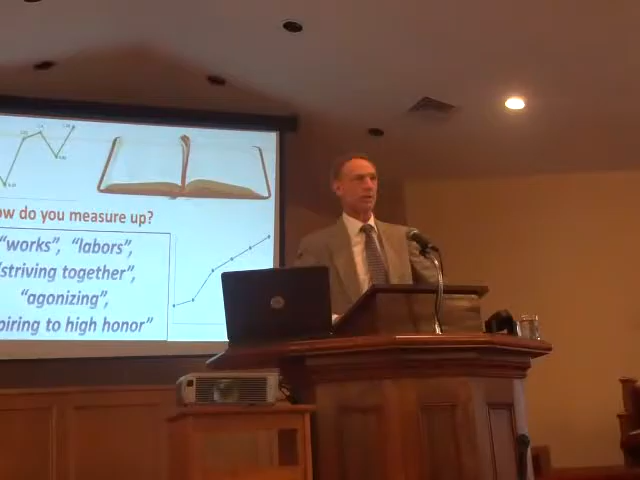 ow do you measure up?
"works", "labors",
striving together",
"agonizing",
piring to high honor"